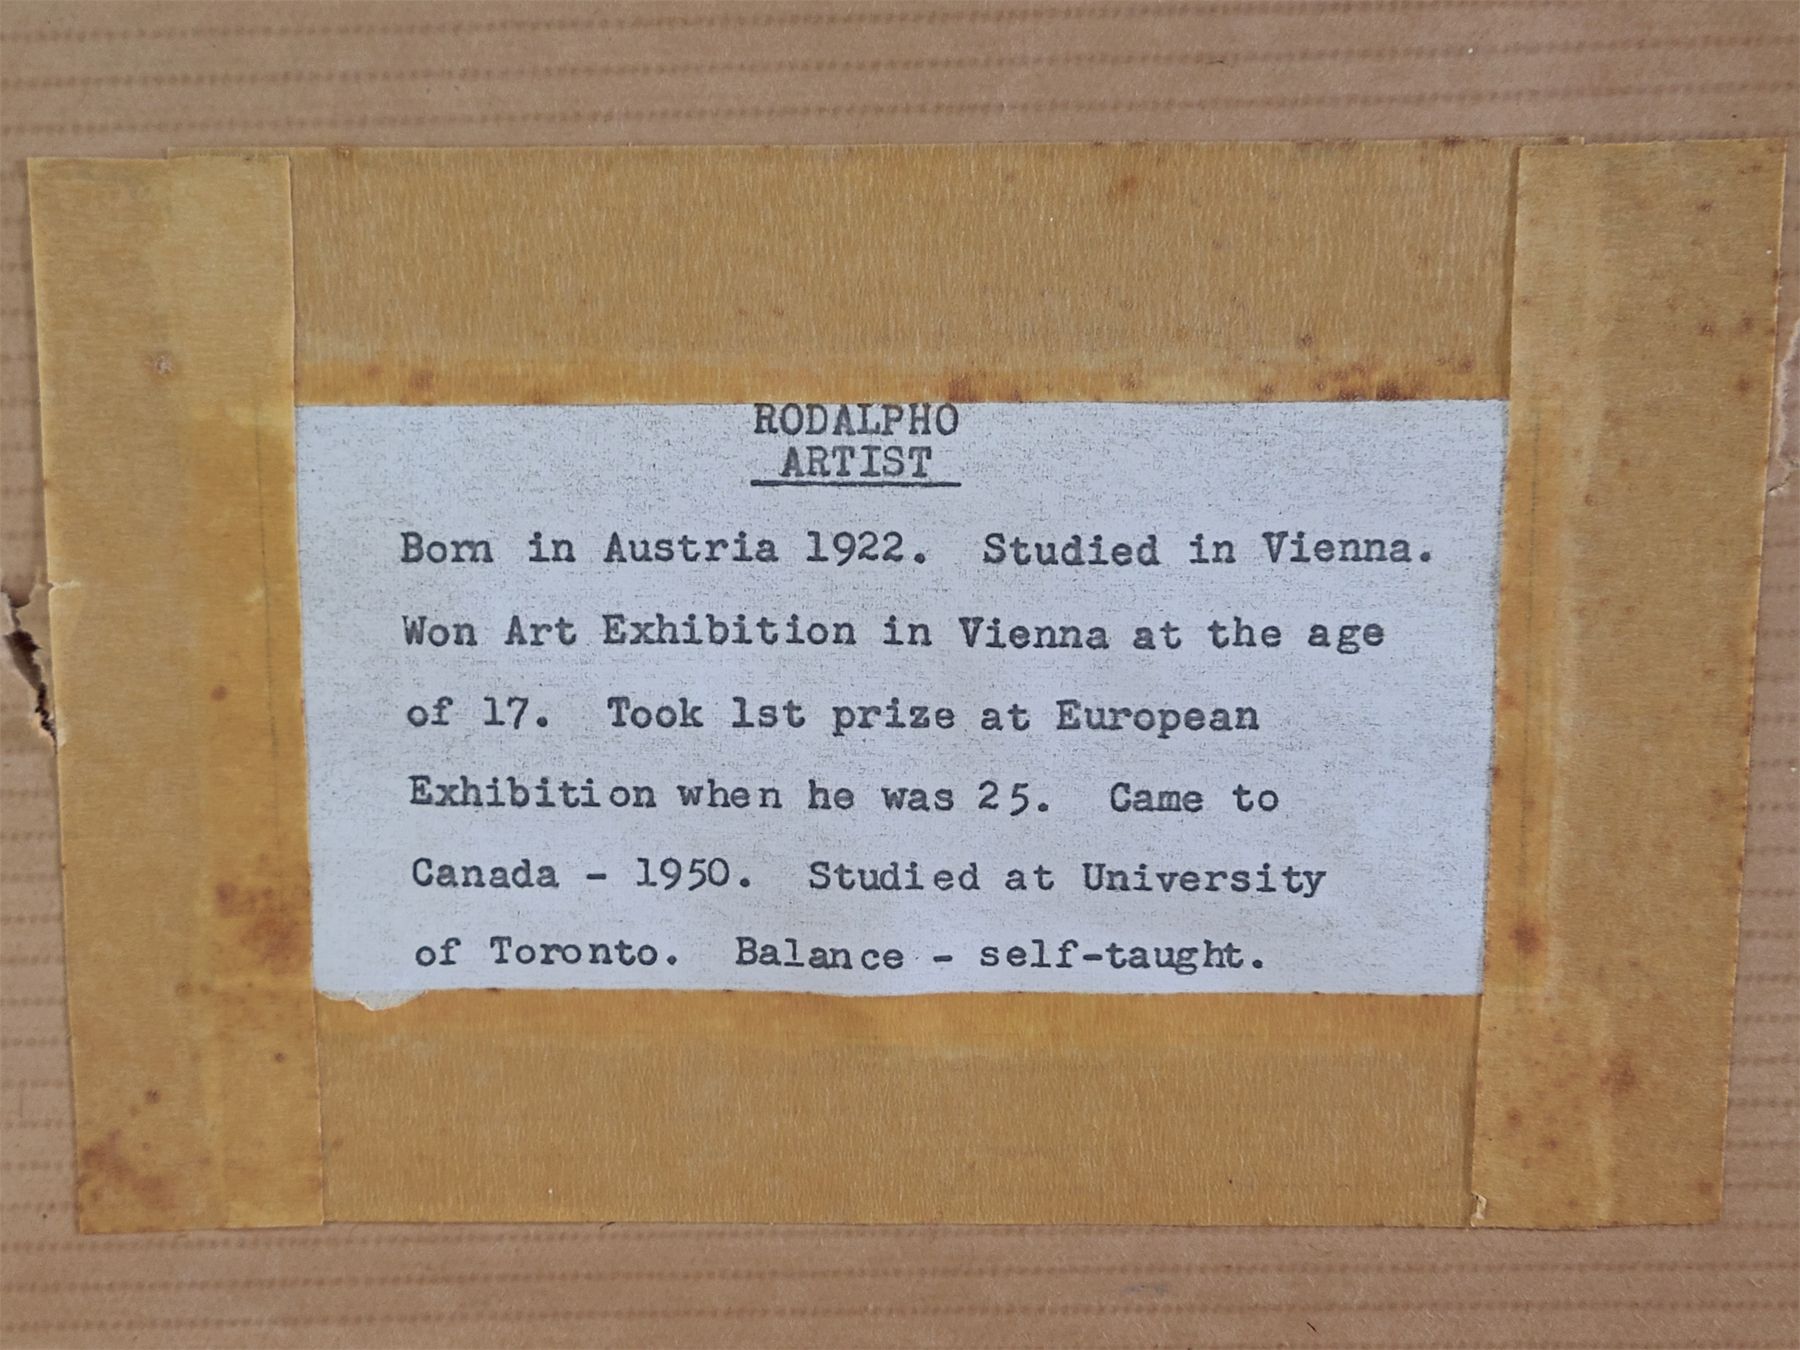 RODALPHO
ARTIST
Born in Austria 1922. Studied in Vienna.
Won Art Exhibition in Vienna at the age
of 17. Took 1st prize at European
Exhibition when he was 25. Came to
Canada - 1950. Studied at University
of Toronto. Balance - self-taught.